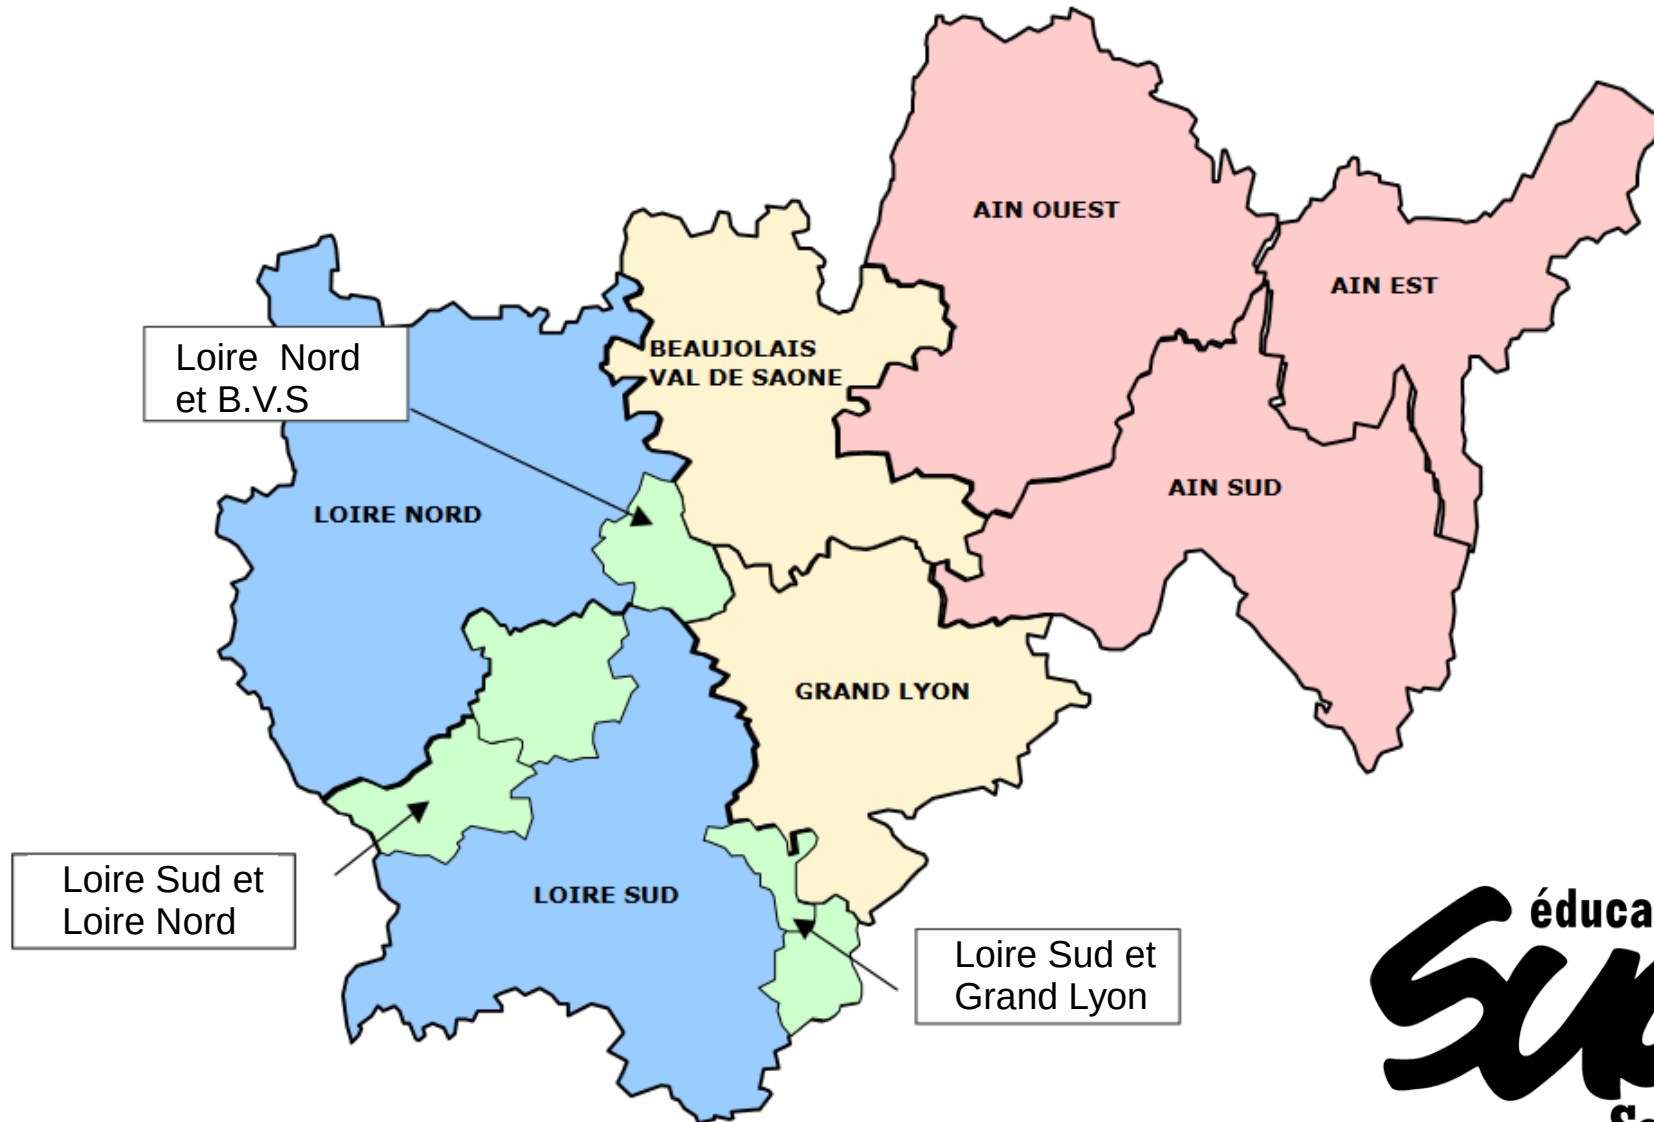 AIN OUEST
AIN EST
Loire Nord
et B.V.S
BEAUJOLAIS
VAL DE SAONE
LOIRE NORD
AIN SUD
GRAND LYON
Loire Sud et
Loire Nord
LOIRE SUD
Loire Sud et
Grand Lyon
éduca